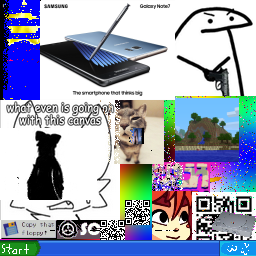 SAMSUNG
Galaxy Note7
The smartphone that thinks big
what even is going on
with this canvas
Copy that
floppy!
SC
Start